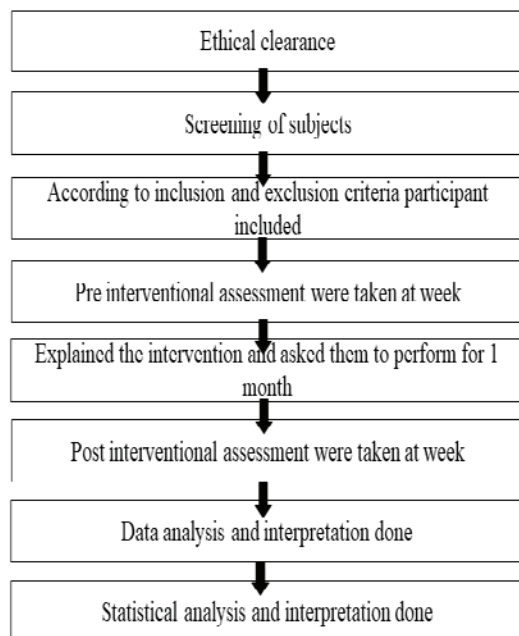 Ethical clearance
Screening of subjects
According to inclusion and exclusion criteria participant
included
Pre interventional assessment were taken at week
Explained the intervention and asked them to perform for 1
month
Post interventional assessment were taken at week
Data analysis and interpretation done
Statistical analysis and interpretation done